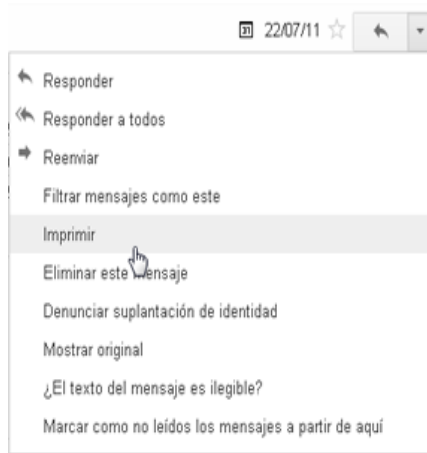 31 22/07/11
Responder
Responder a todos
Reenviar
Filtrar mensajes como este
Imprimir
Eliminar este mensaje
Denunciar suplantación de identidad
Mostrar original
¿El texto del mensaje es ilegible?
Marcar como no leídos los mensajes a partir de aquí